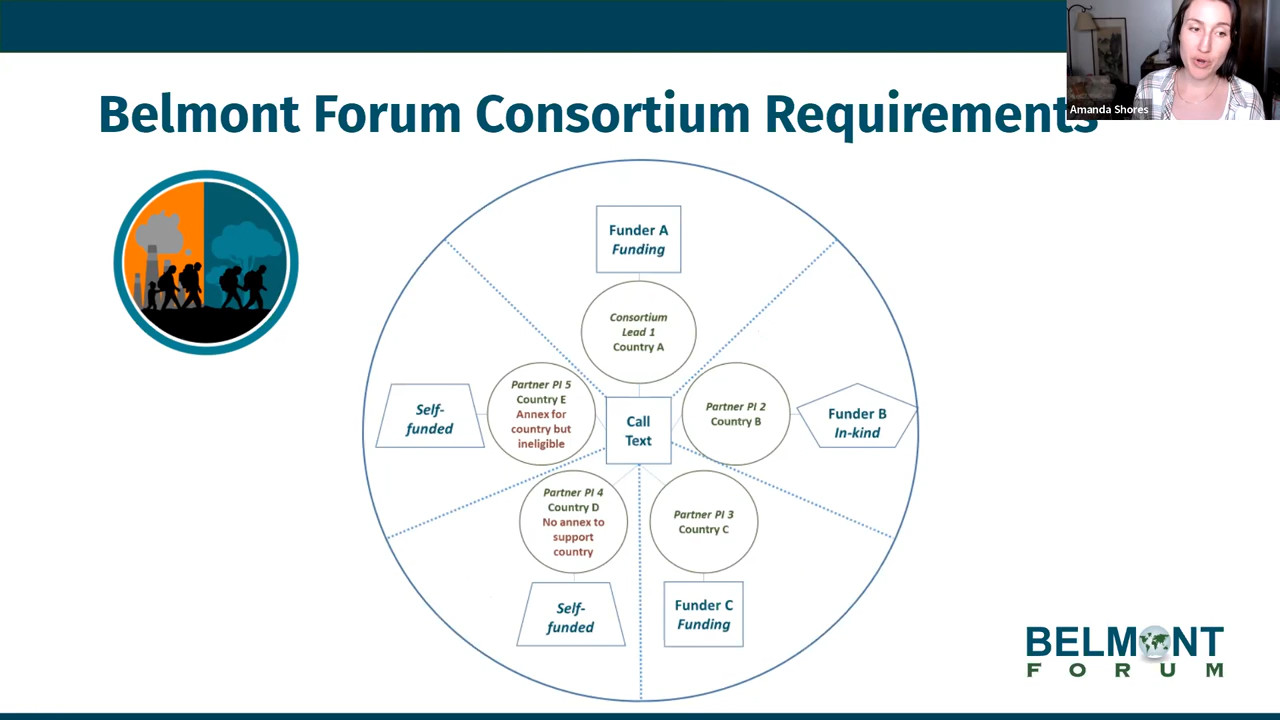 Amanda Shores
Belmont Forum Consortium Requirements
Funder A
Funding
Consortium
Lead 1
Country A
Partner PI 5
Country E
Annex for
country but
ineligible
Self-
funded
Call
Text
Partner PI 2
Country B
Funder B
In-kind
Partner PI 4
Country D
No annex to
support
country
Partner PI 3
Country C
Self-
funded
Funder C
Funding
BELMONT
FORUM